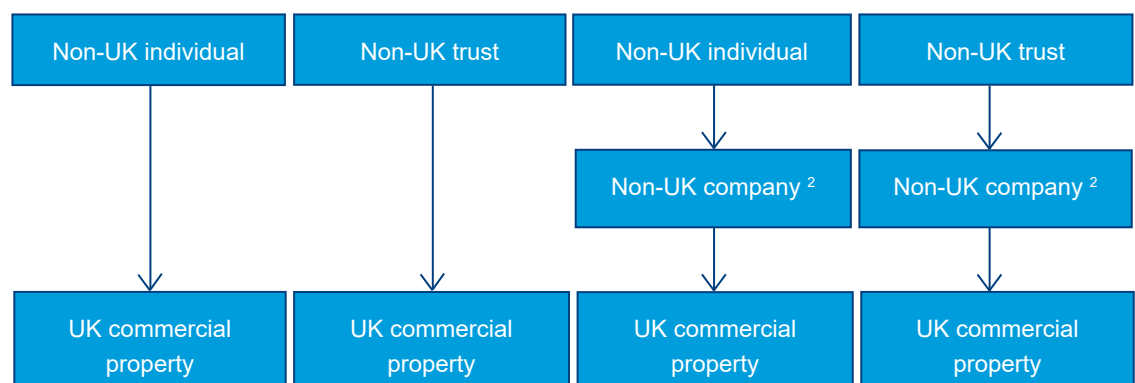 Non-UK individual
Non-UK trust
Non-UK individual
Non-UK trust
Non-UK company ²
Non-UK company ²
UK commercial
property
UK commercial
property
UK commercial
property
UK commercial
property